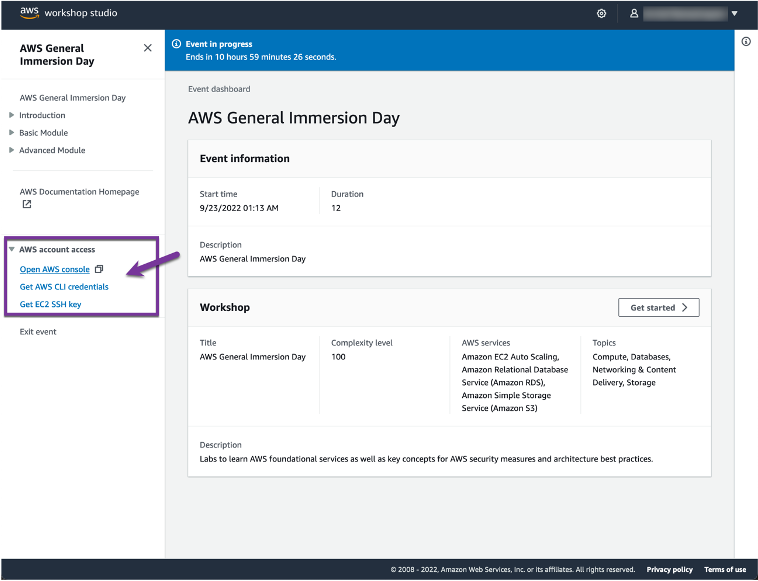 aws workshop studio
AWS General
Immersion Day
AWS General Immersion Day
Introduction
Basic Module
Advanced Module
AWS Documentation Homepage
AWS account access
Open AWS console
Get AWS CLI credentials
Get EC2 SSH key
Exit event
Event in progress
Ends in 10 hours 59 minutes 26 seconds.
Event dashboard
AWS General Immersion Day
Event information
Start time
9/23/2022 01:13 AM
Duration
12
Description
AWS General Immersion Day
Workshop
Get started
Title
AWS General Immersion Day
Complexity level
100
AWS services
Amazon EC2 Auto Scaling,
Amazon Relational Database
Service (Amazon RDS),
Amazon Simple Storage
Service (Amazon S3)
Topics
Compute, Databases,
Networking & Content
Delivery, Storage
Description
Labs to learn AWS foundational services as well as key concepts for AWS security measures and architecture best practices.
© 2008 - 2022, Amazon Web Services, Inc. or its affiliates. All rights reserved. Privacy policy Terms of use